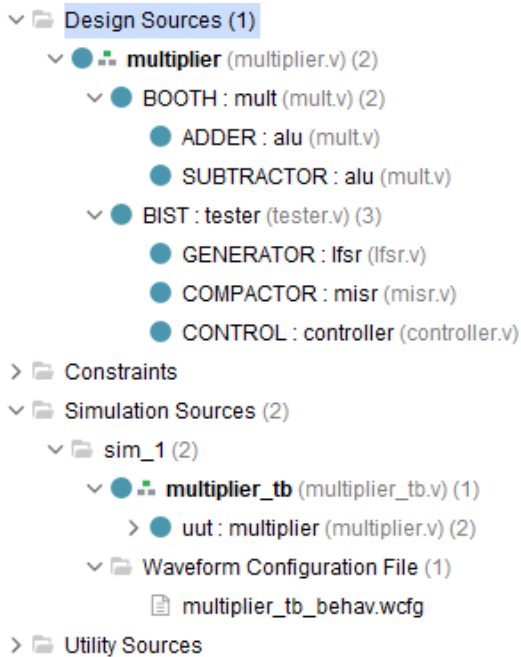 Design Sources (1)
multiplier (multiplier.v) (2)
BOOTH : mult (mult.v) (2)
ADDER : alu (mult.v)
SUBTRACTOR : alu (mult.v)
BIST : tester (tester.v) (3)
GENERATOR : lfsr (lfsr.v)
COMPACTOR : misr (misr.v)
CONTROL : controller (controller.v)
Constraints
Simulation Sources (2)
sim_1 (2)
multiplier_tb (multiplier_tb.v) (1)
uut : multiplier (multiplier.v) (2)
Waveform Configuration File (1)
multiplier_tb_behav.wcfg
Utility Sources